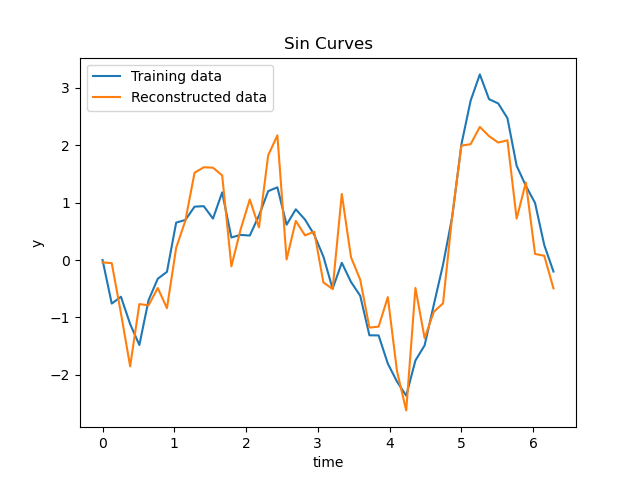 Sin Curves
Training data
Reconstructed data
3
2
1
0
−1
−2
y
0 1 2 3 4 5 6
time